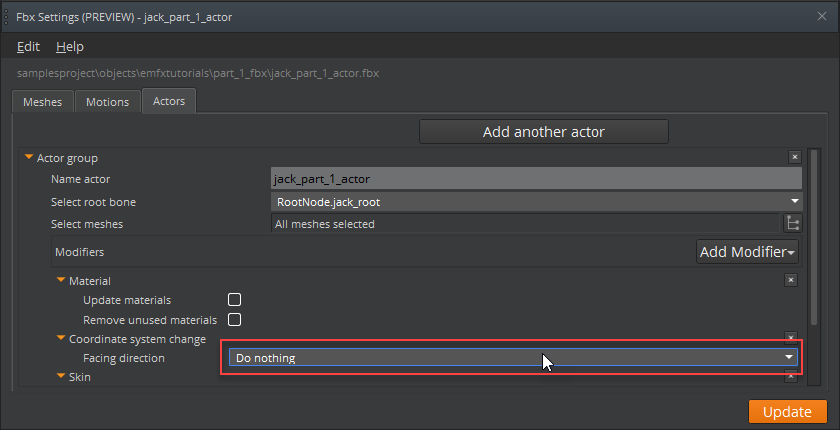 Fbx Settings (PREVIEW) - jack_part_1_actor
Edit Help
samplesproject\objects\emfxtutorials\part_1_fbx\jack_part_1_actor.fbx
Meshes Motions Actors
Add another actor
Actor group
Name actor jack_part_1_actor
Select root bone RootNode.jack_root
Select meshes All meshes selected
Modifiers Add Modifier
Material
Update materials
Remove unused materials
Coordinate system change
Facing direction Do nothing
Skin
Update